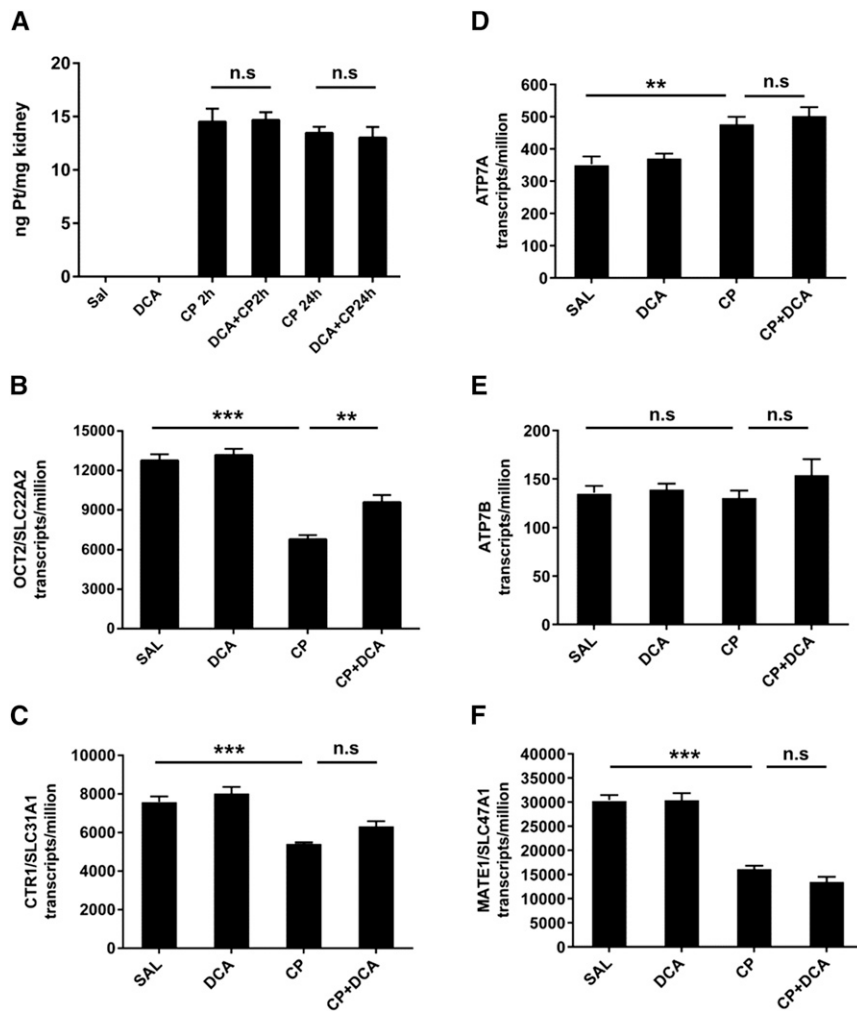 A
ng Pt/mg kidney
15
20
10
5
0
n.s
n.s
Sal
DCA
CP 2h
DCA+CP2h
CP 24h
DCA+CP24h
B
OCT2/SLC22A2
transcripts/million
15000
12000
9000
6000
3000
0
***
**
SAL
DCA
CP
CP+DCA
C
CTR1/SLC31A1
transcripts/million
10000
8000
6000
4000
2000
0
***
n.s
SAL
DCA
CP
CP+DCA
D
ATP7A
transcripts/million
600
500
400
300
200
100
0
**
n.s
SAL
DCA
CP
CP+DCA
E
ATP7B
transcripts/million
200
150
100
50
0
n.s
n.s
SAL
DCA
CP
CP+DCA
F
MATE1/SLC47A1
transcripts/million
40000
35000
30000
25000
20000
15000
10000
5000
0
***
n.s
SAL
DCA
CP
CP+DCA